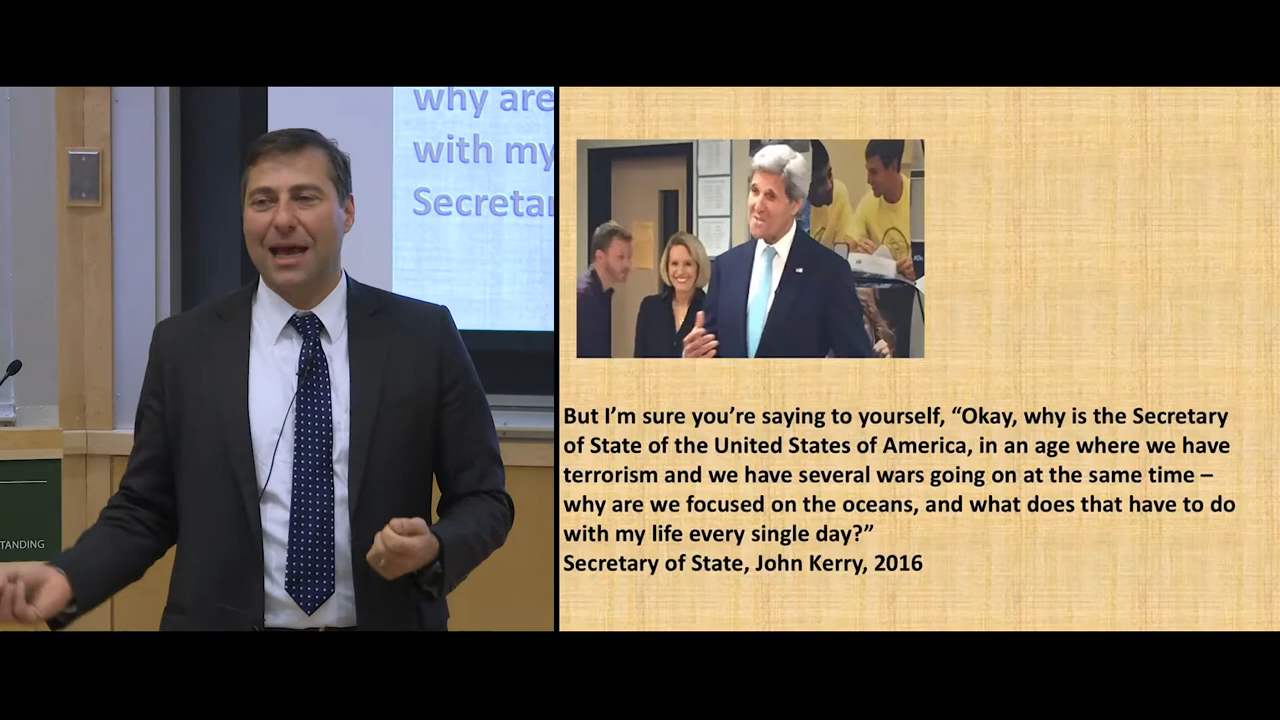 why are
with my
Secretar
TANDING
But I'm sure you're saying to yourself, “Okay, why is the Secretary
of State of the United States of America, in an age where we have
terrorism and we have several wars going on at the same time –
why are we focused on the oceans, and what does that have to do
with my life every single day?”
Secretary of State, John Kerry, 2016